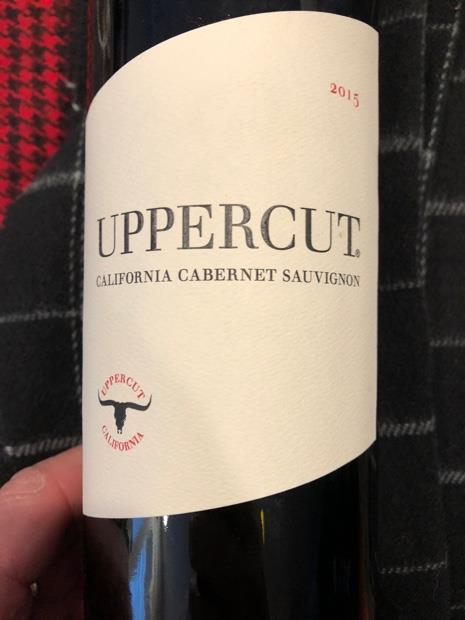 2015
UPPERCUT®
CALIFORNIA CABERNET SAUVIGNON
UPPERCUT
CALIFORNIA